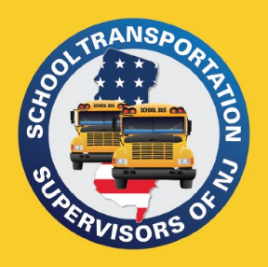 SCHOOL TRANSPORTATION
SUPERVISORS OF NJ
SCHOOL BUS
SCHOOL BUS